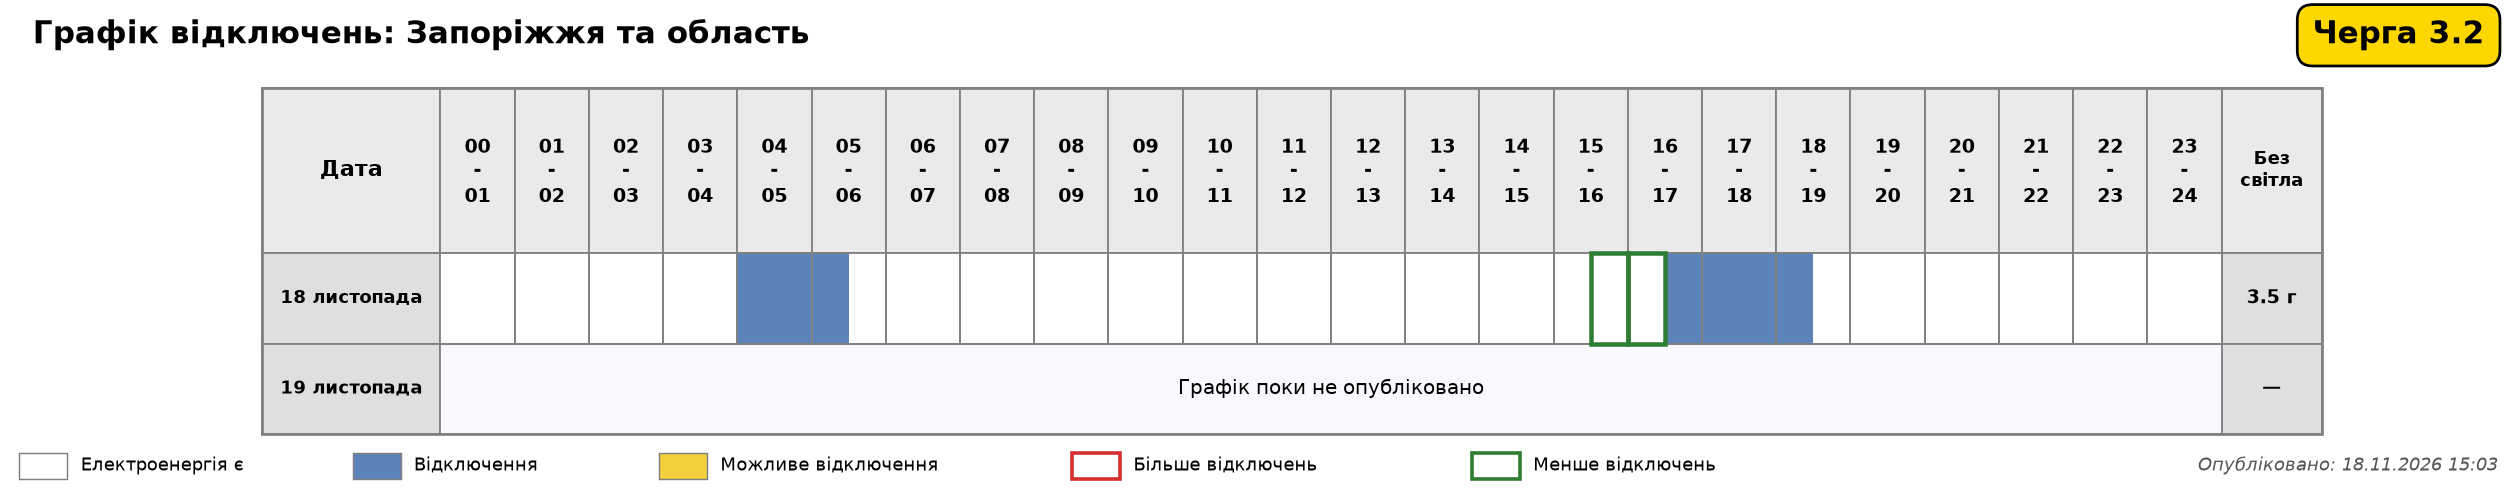 Графік відключень: Запоріжжя та область
Черга 3.2
Дата
00 - 01
01 - 02
02 - 03
03 - 04
04 - 05
05 - 06
06 - 07
07 - 08
08 - 09
09 - 10
10 - 11
11 - 12
12 - 13
13 - 14
14 - 15
15 - 16
16 - 17
17 - 18
18 - 19
19 - 20
20 - 21
21 - 22
22 - 23
23 - 24
Без
світла
18 листопада
3.5 г
19 листопада
Графік поки не опубліковано
—
Електроенергія є
Відключення
Можливе відключення
Більше відключень
Менше відключень
Опубліковано: 18.11.2026 15:03